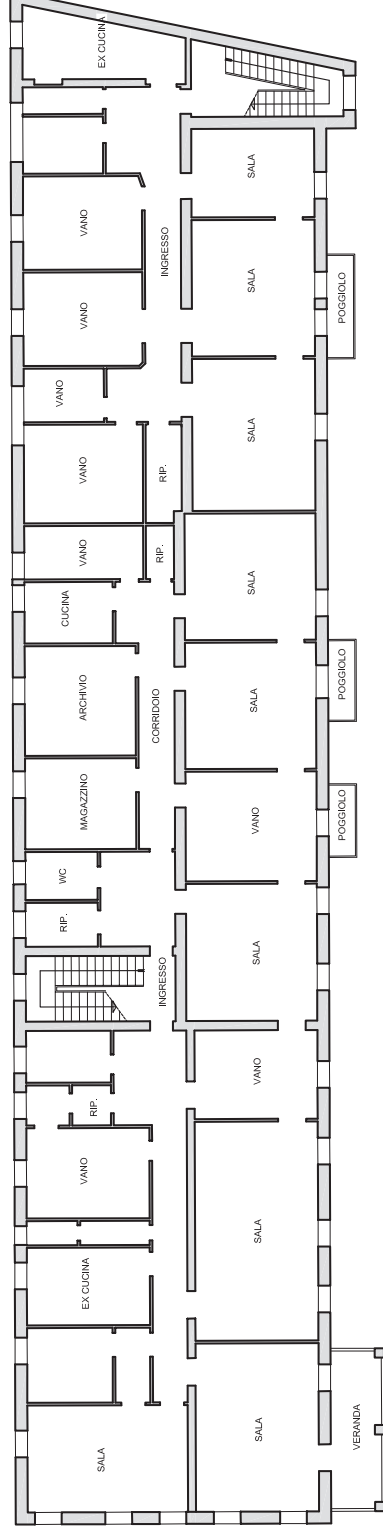 EX CUCINA
SALA
VANO
INGRESSO
SALA
POGGIOLO
VANO
VANO
SALA
VANO
RIP.
RIP.
VANO
SALA
CUCINA
ARCHIVIO
SALA
POGGIOLO
CORRIDOIO
MAGAZZINO
VANO
POGGIOLO
WC
RIP.
SALA
INGRESSO
VANO
RIP.
VANO
SALA
EX CUCINA
SALA
SALA
VERANDA